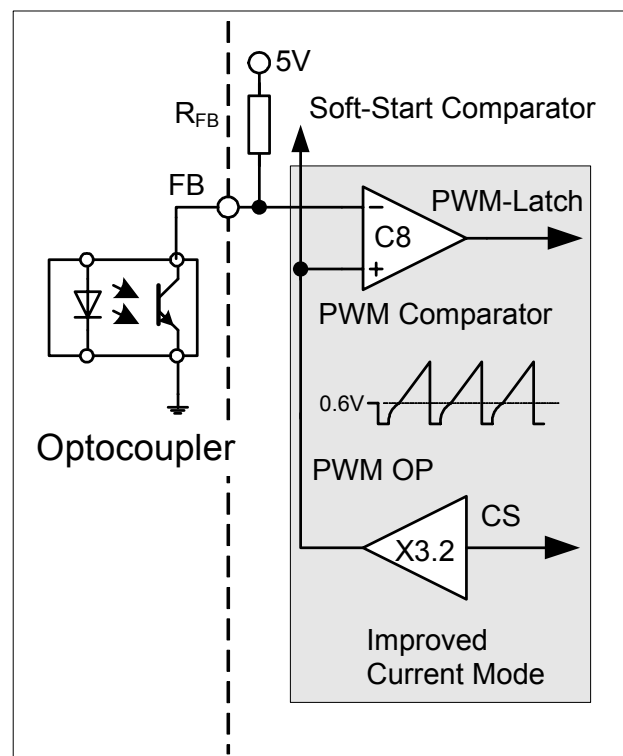 5V
R_FB
Soft-Start Comparator
FB
PWM-Latch
−
C8
+
PWM Comparator
0.6V
Optocoupler
PWM OP
CS
X3.2
Improved
Current Mode